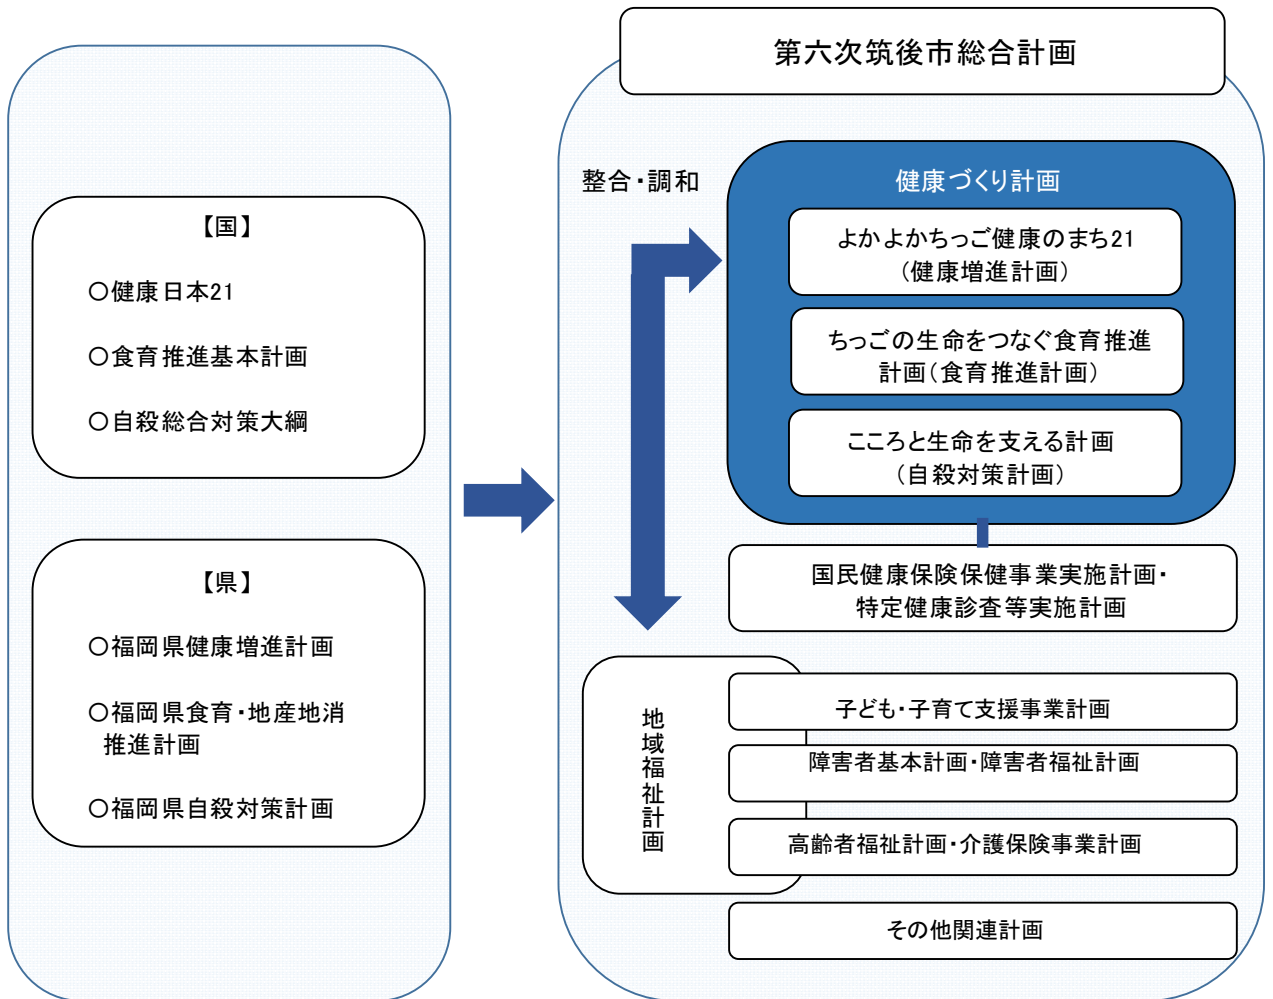 【国】
〇健康日本21
〇食育推進基本計画
〇自殺総合対策大綱
【県】
〇福岡県健康増進計画
〇福岡県食育・地産地消
推進計画
〇福岡県自殺対策計画
第六次筑後市総合計画
整合・調和
健康づくり計画
よかよかちっご健康のまち21
（健康増進計画）
ちっごの生命をつなぐ食育推進
計画（食育推進計画）
こころと生命を支える計画
（自殺対策計画）
国民健康保険保健事業実施計画・
特定健康診査等実施計画
地域福祉計画
子ども・子育て支援事業計画
障害者基本計画・障害者福祉計画
高齢者福祉計画・介護保険事業計画
その他関連計画